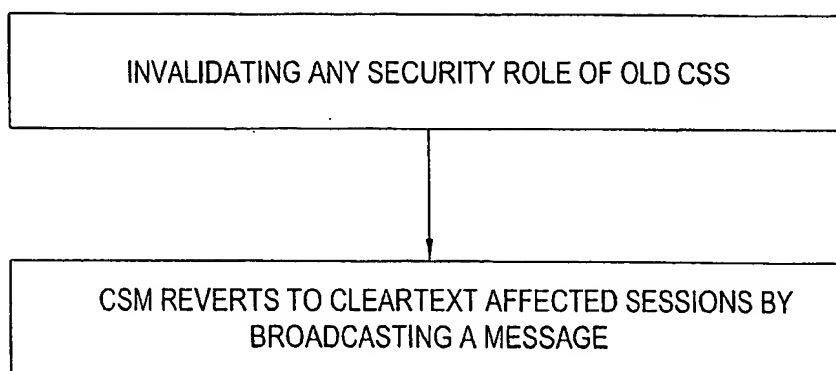 INVALIDATING ANY SECURITY ROLE OF OLD CSS
CSM REVERTS TO CLEARTEXT AFFECTED SESSIONS BY
BROADCASTING A MESSAGE